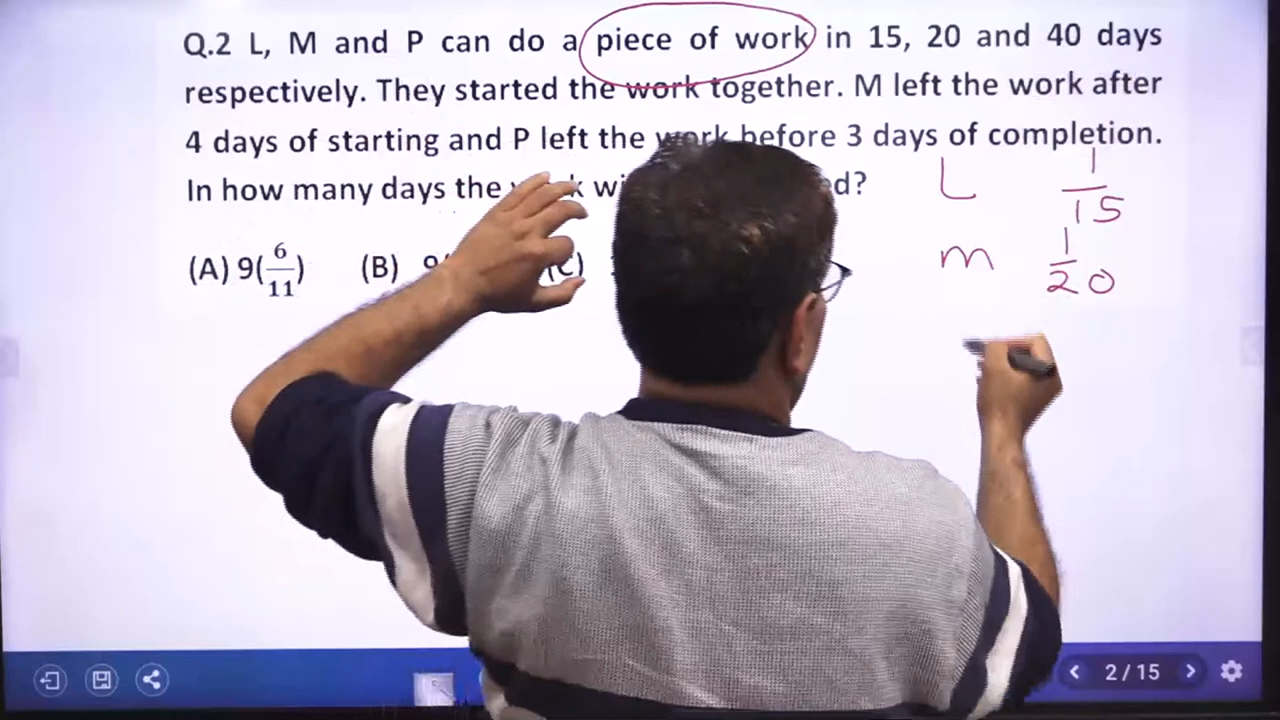 Q.2 L, M and P can do a piece of work in 15, 20 and 40 days
respectively. They started the work together. M left the work after
4 days of starting and P left the work before 3 days of completion.
In how many days the
(A) 9(6/11) (B) (C)
L 1/15
m 1/20
2/15